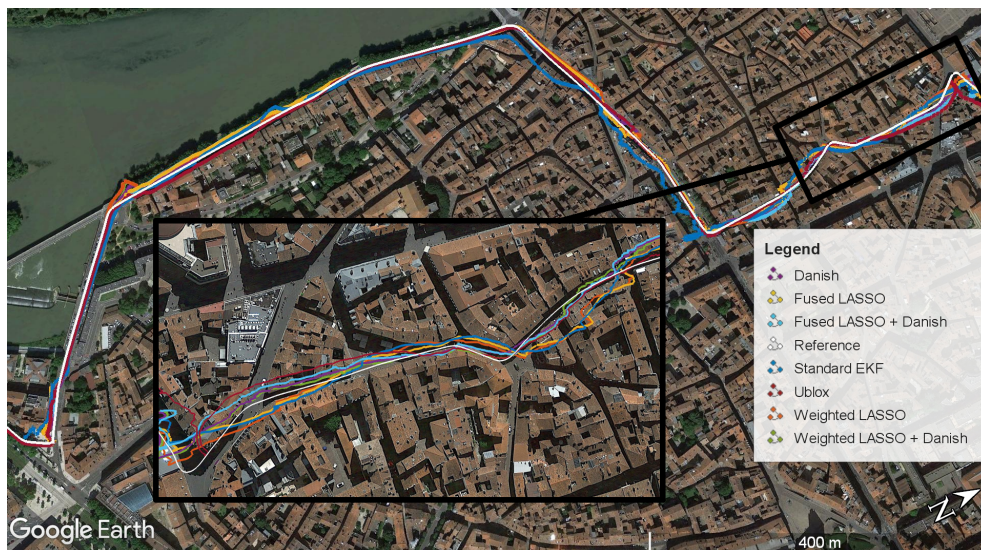 Legend
Danish
Fused LASSO
Fused LASSO + Danish
Reference
Standard EKF
Ublox
Weighted LASSO
Weighted LASSO + Danish
Google Earth
N
400 m